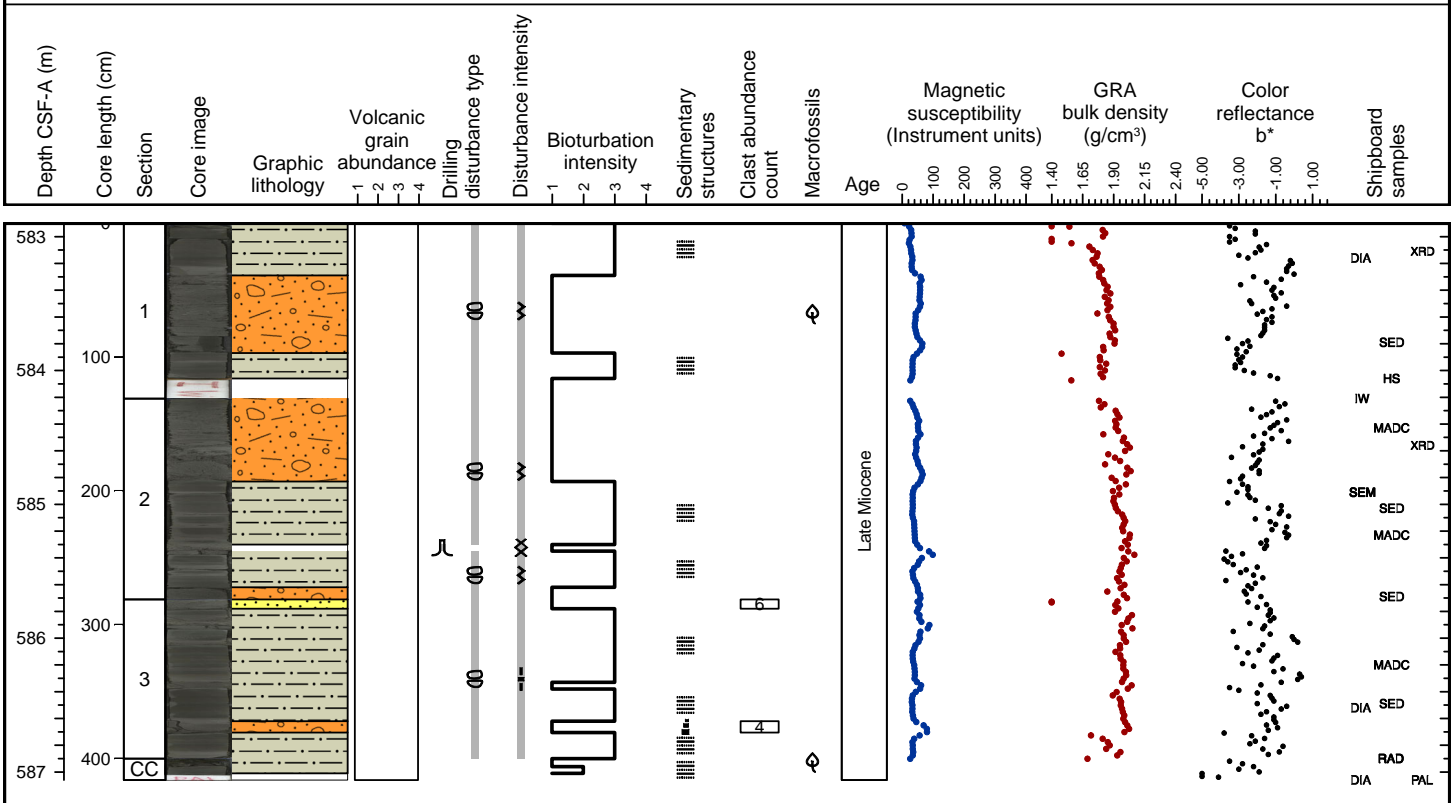 Depth CSF-A (m)
Core length (cm)
Section
Core image
Graphic
lithology
Volcanic
grain
abundance
1 2 3 4
Drilling
disturbance type
Disturbance intensity
Bioturbation
intensity
1 2 3 4
Sedimentary
structures
Clast abundance
count
Macrofossils
Age
Magnetic
susceptibility
(Instrument units)
0 100 200 300 400
GRA
bulk density
(g/cm³)
1.40 1.65 1.90 2.15 2.40
Color
reflectance
b*
-5.00 -3.00 -1.00 1.00
Shipboard
samples
583
584
585
586
587
0
100
200
300
400
1
2
3
CC
6
4
Late Miocene
XRD
DIA
SED
HS
IW
MADC
XRD
SEM
SED
MADC
SED
MADC
DIA SED
RAD
DIA PAL